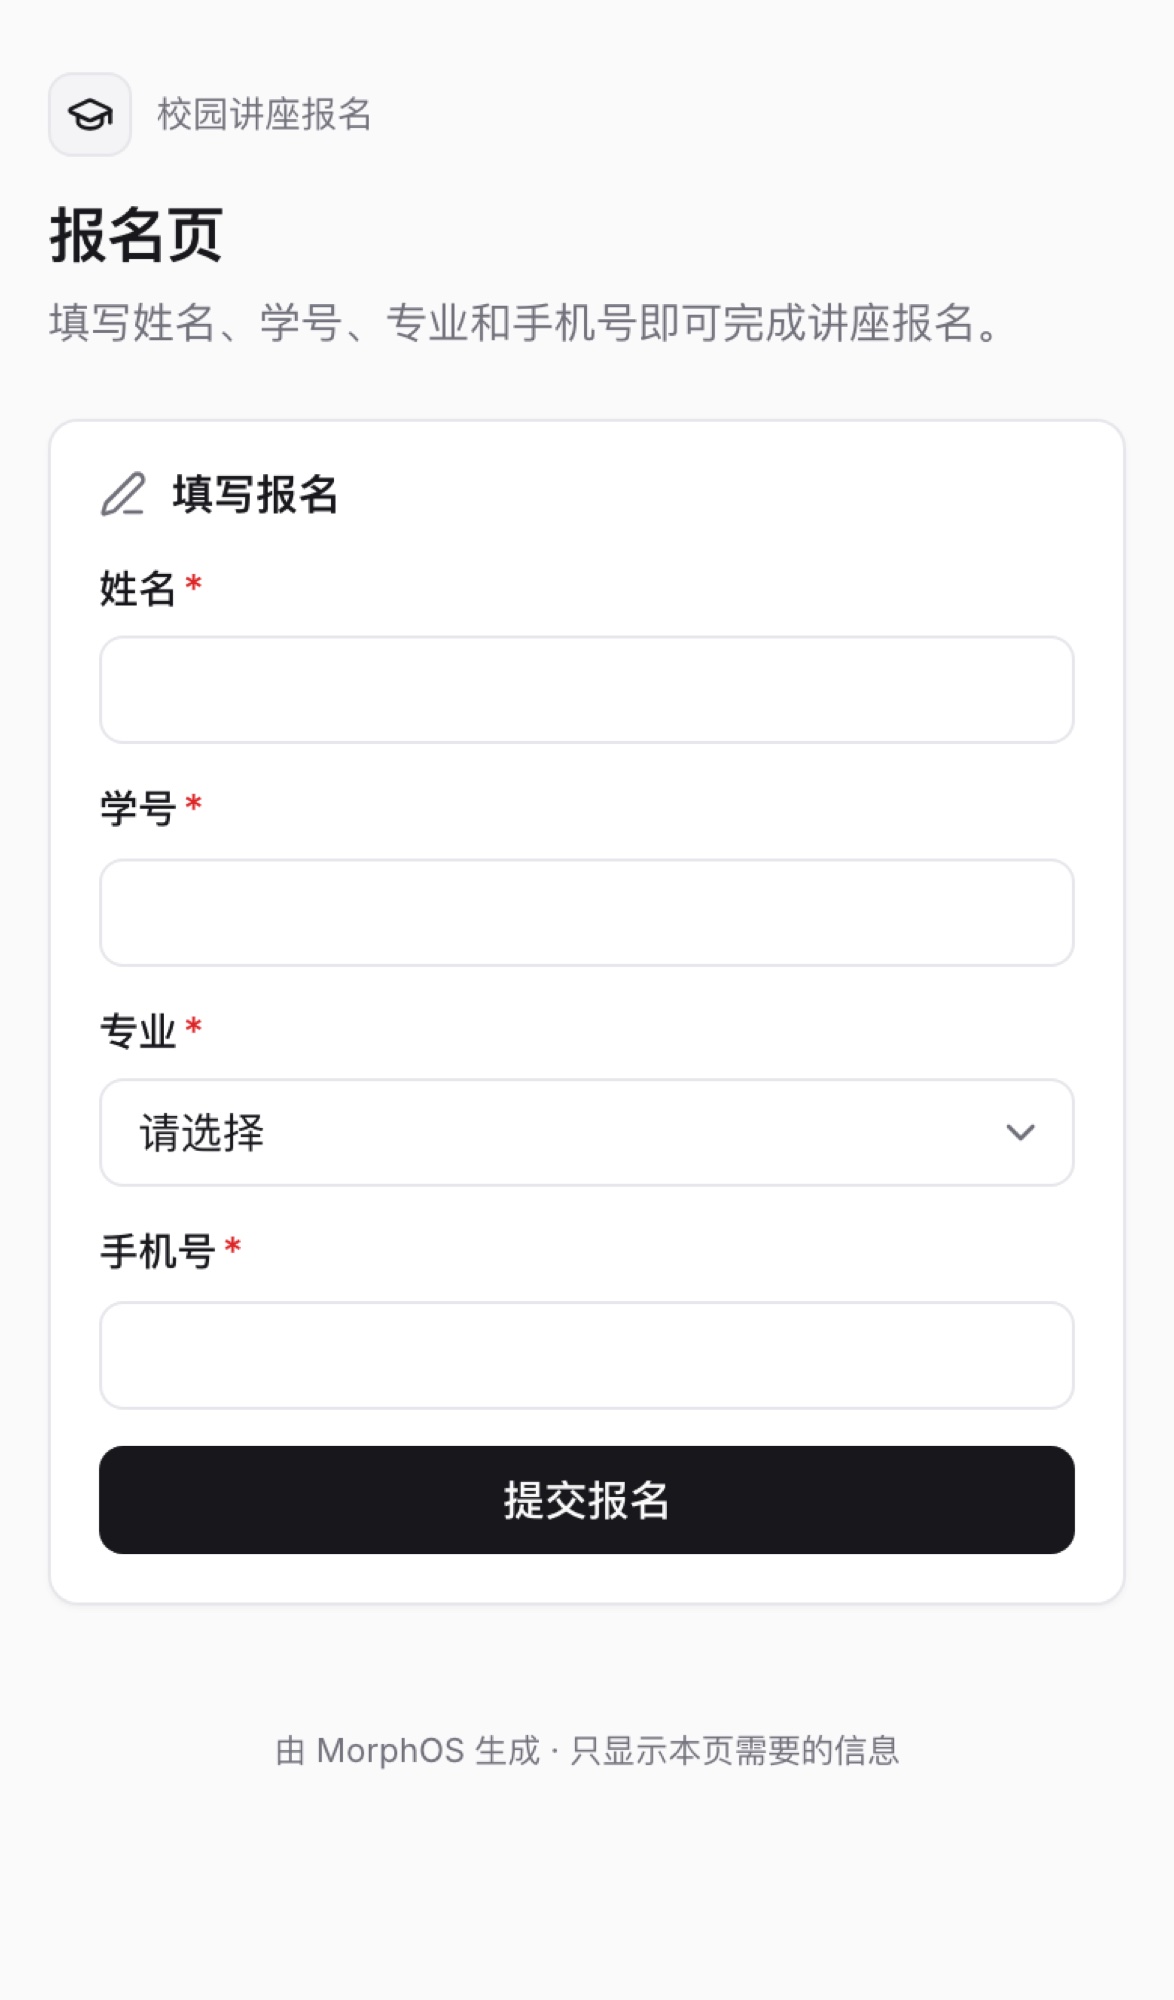 校园讲座报名
报名页
填写姓名、学号、专业和手机号即可完成讲座报名。
填写报名
姓名 *
学号 *
专业 *
请选择
手机号 *
提交报名
由 MorphOS 生成 · 只显示本页需要的信息